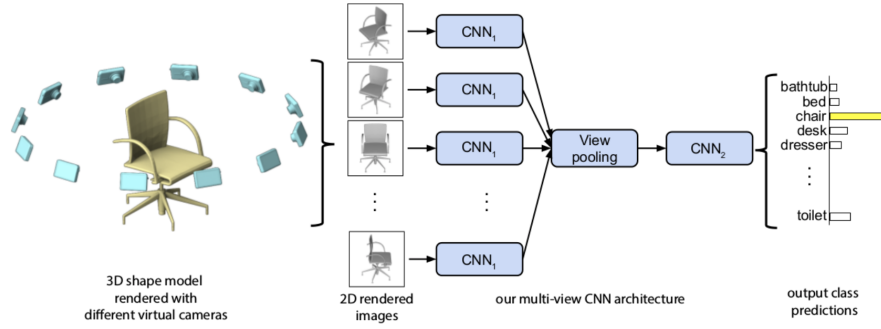 CNN₁
CNN₁
CNN₁
CNN₁
View
pooling
CNN₂
bathtub
bed
chair
desk
dresser
toilet
3D shape model
rendered with
different virtual cameras
2D rendered
images
our multi-view CNN architecture
output class
predictions